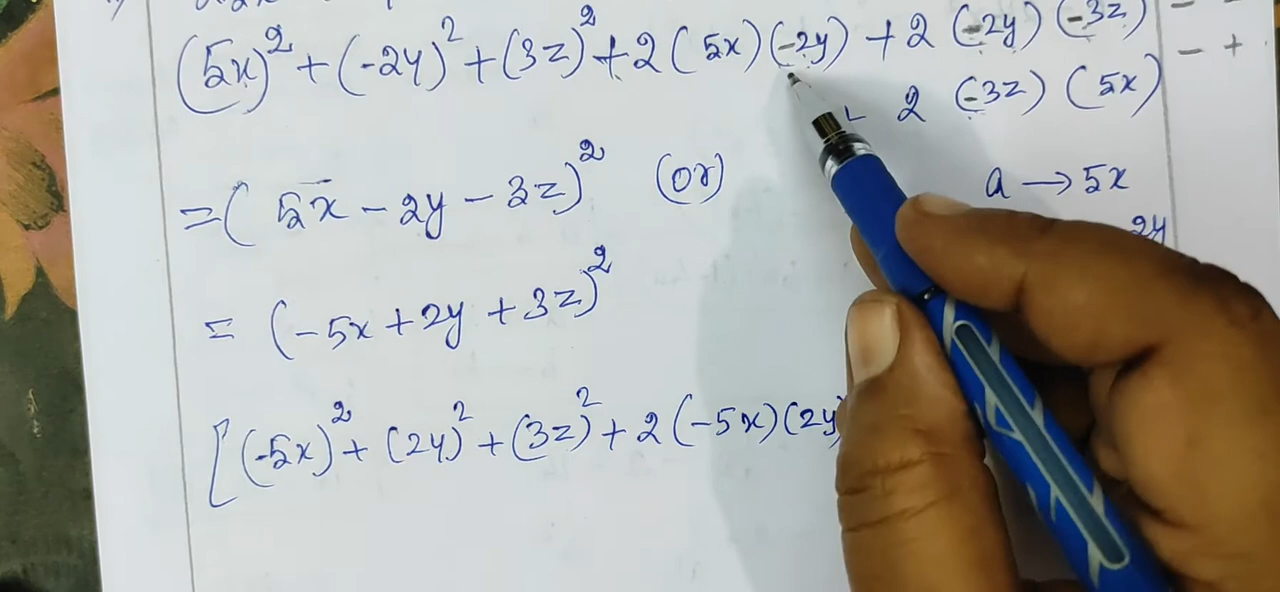 (5x)² + (-2y)² + (3z)² + 2 (5x) (-2y) + 2 (-2y) (-3z) - -
2 (-3z) (5x) - +
= ( 5x - 2y - 3z)² (or)
a → 5x
2y
= (-5x + 2y + 3z)²
[ (-5x)² + (2y)² + (3z)² + 2 (-5x) (2y)